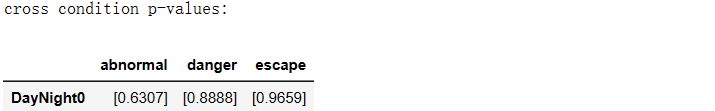 cross condition p-values:
abnormal danger escape
DayNight0 [0.6307] [0.8888] [0.9659]